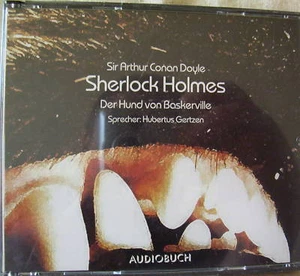 Sir Arthur Conan Doyle
Sherlock Holmes
Der Hund von Baskerville
Sprecher: Hubertus Gertzen
AUDIOBUCH